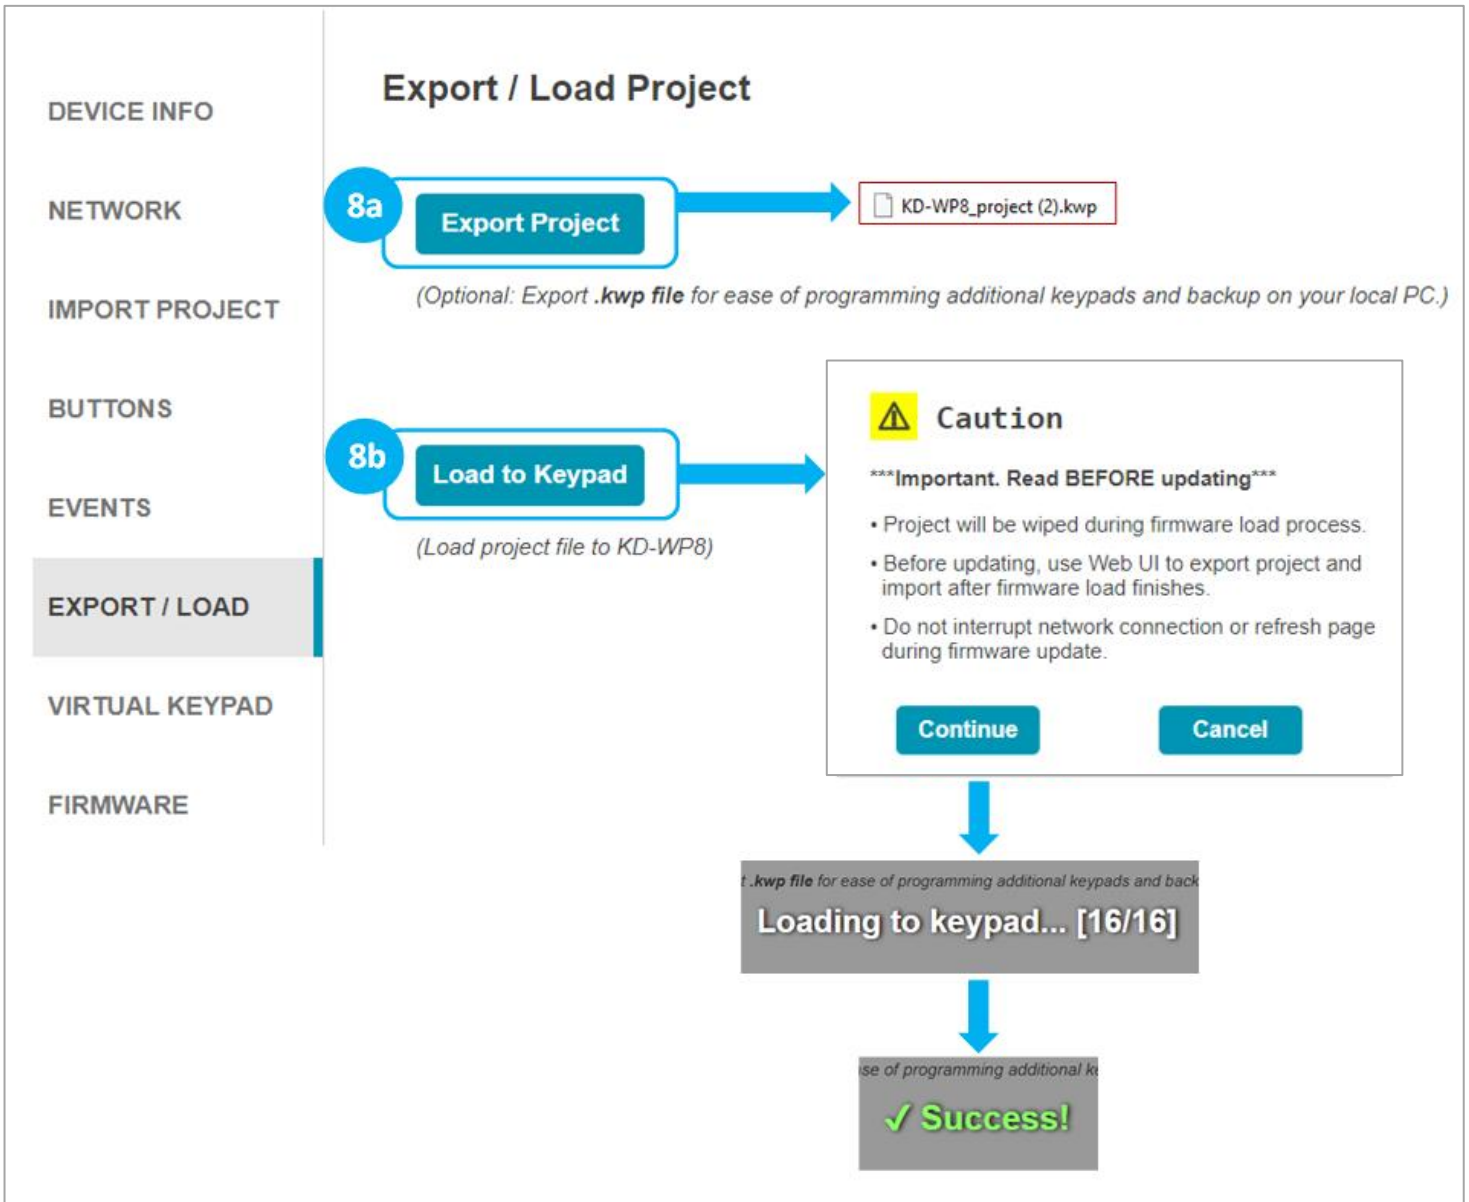 DEVICE INFO
NETWORK
IMPORT PROJECT
BUTTONS
EVENTS
EXPORT / LOAD
VIRTUAL KEYPAD
FIRMWARE
Export / Load Project
8a
Export Project
KD-WP8_project (2).kwp
(Optional: Export .kwp file for ease of programming additional keypads and backup on your local PC.)
8b
Load to Keypad
(Load project file to KD-WP8)
Caution
***Important. Read BEFORE updating***
• Project will be wiped during firmware load process.
• Before updating, use Web UI to export project and
import after firmware load finishes.
• Do not interrupt network connection or refresh page
during firmware update.
Continue
Cancel
t .kwp file for ease of programming additional keypads and back
Loading to keypad... [16/16]
se of programming additional ke
✓ Success!